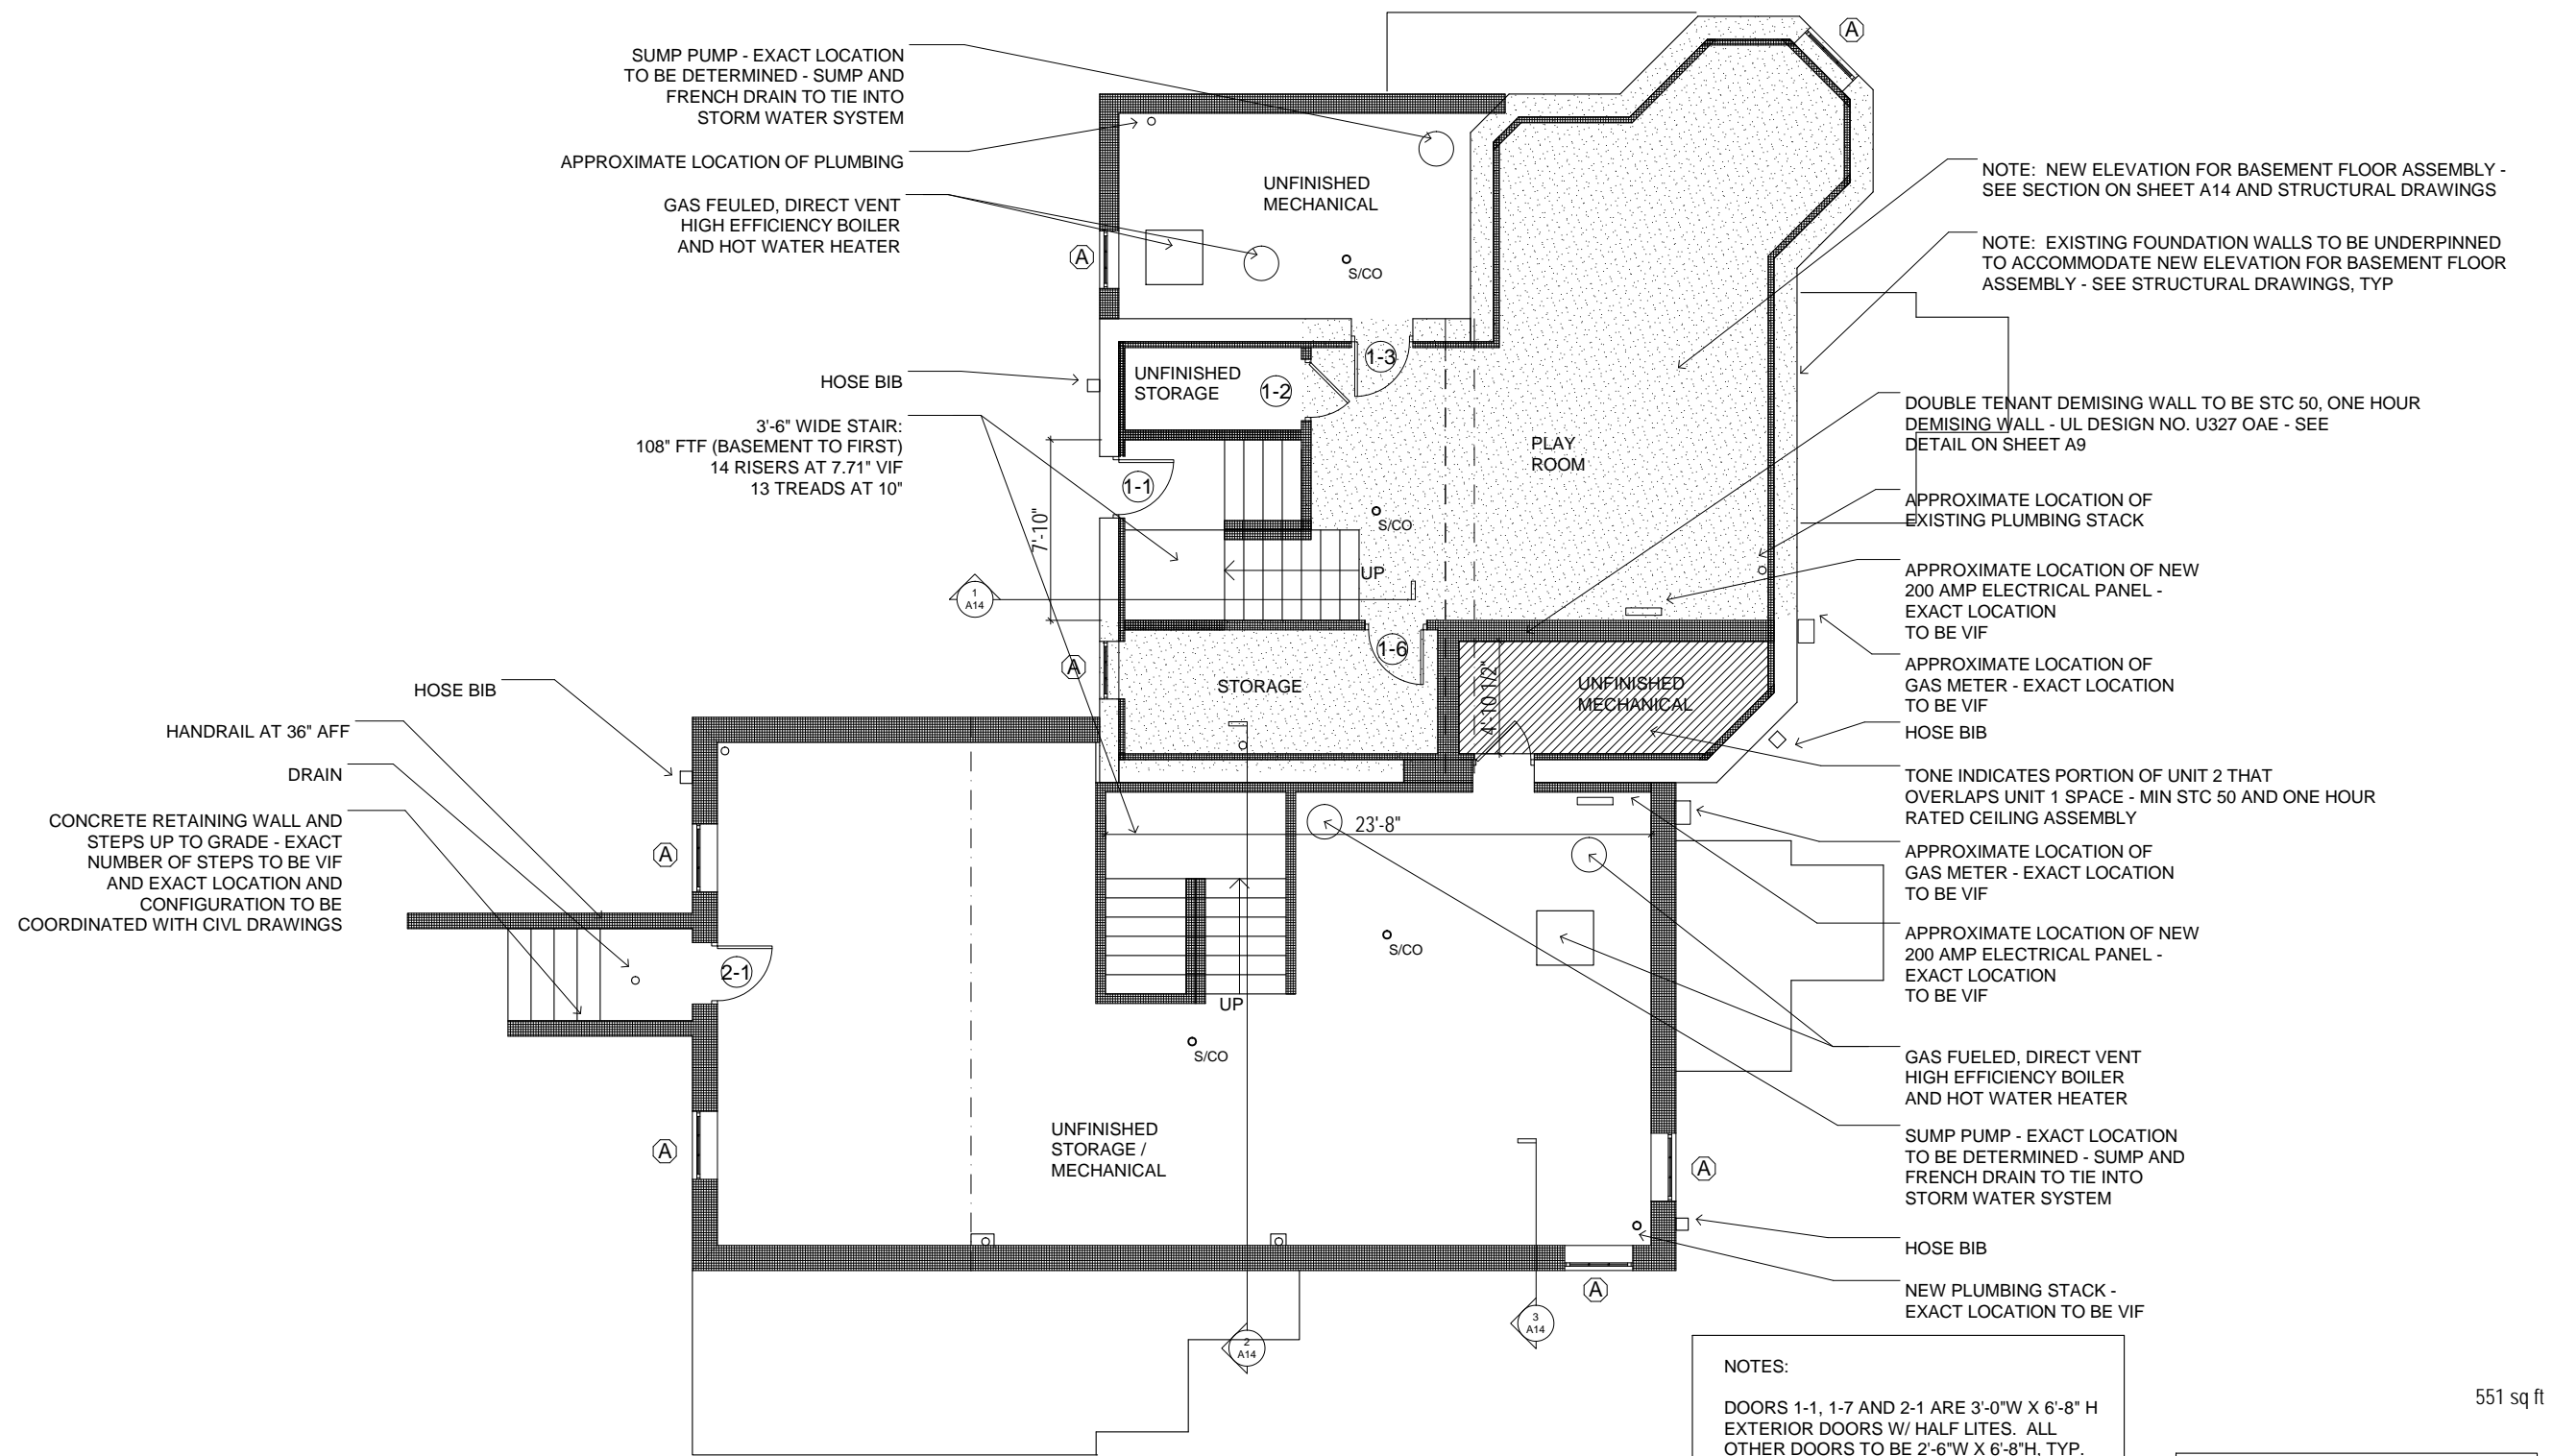 SUMP PUMP - EXACT LOCATION
TO BE DETERMINED - SUMP AND
FRENCH DRAIN TO TIE INTO
STORM WATER SYSTEM
APPROXIMATE LOCATION OF PLUMBING
GAS FEULED, DIRECT VENT
HIGH EFFICIENCY BOILER
AND HOT WATER HEATER
HOSE BIB
3'-6" WIDE STAIR:
108" FTF (BASEMENT TO FIRST)
14 RISERS AT 7.71" VIF
13 TREADS AT 10"
HOSE BIB
HANDRAIL AT 36" AFF
DRAIN
CONCRETE RETAINING WALL AND
STEPS UP TO GRADE - EXACT
NUMBER OF STEPS TO BE VIF
AND EXACT LOCATION AND
CONFIGURATION TO BE
COORDINATED WITH CIVL DRAWINGS
A
UNFINISHED
MECHANICAL
A
S/CO
1-3
UNFINISHED
STORAGE
1-2
PLAY
ROOM
1-1
7'-10"
S/CO
UP
1
A14
1-6
A
STORAGE
4'-10 1/2"
UNFINISHED
MECHANICAL
23'-8"
A
S/CO
2-1
UP
S/CO
UNFINISHED
STORAGE /
MECHANICAL
A
A
A
2
A14
3
A14
NOTE: NEW ELEVATION FOR BASEMENT FLOOR ASSEMBLY -
SEE SECTION ON SHEET A14 AND STRUCTURAL DRAWINGS
NOTE: EXISTING FOUNDATION WALLS TO BE UNDERPINNED
TO ACCOMMODATE NEW ELEVATION FOR BASEMENT FLOOR
ASSEMBLY - SEE STRUCTURAL DRAWINGS, TYP
DOUBLE TENANT DEMISING WALL TO BE STC 50, ONE HOUR
DEMISING WALL - UL DESIGN NO. U327 OAE - SEE
DETAIL ON SHEET A9
APPROXIMATE LOCATION OF
EXISTING PLUMBING STACK
APPROXIMATE LOCATION OF NEW
200 AMP ELECTRICAL PANEL -
EXACT LOCATION
TO BE VIF
APPROXIMATE LOCATION OF
GAS METER - EXACT LOCATION
TO BE VIF
HOSE BIB
TONE INDICATES PORTION OF UNIT 2 THAT
OVERLAPS UNIT 1 SPACE - MIN STC 50 AND ONE HOUR
RATED CEILING ASSEMBLY
APPROXIMATE LOCATION OF
GAS METER - EXACT LOCATION
TO BE VIF
APPROXIMATE LOCATION OF NEW
200 AMP ELECTRICAL PANEL -
EXACT LOCATION
TO BE VIF
GAS FUELED, DIRECT VENT
HIGH EFFICIENCY BOILER
AND HOT WATER HEATER
SUMP PUMP - EXACT LOCATION
TO BE DETERMINED - SUMP AND
FRENCH DRAIN TO TIE INTO
STORM WATER SYSTEM
HOSE BIB
NEW PLUMBING STACK -
EXACT LOCATION TO BE VIF
NOTES:
DOORS 1-1, 1-7 AND 2-1 ARE 3'-0"W X 6'-8" H
EXTERIOR DOORS W/ HALF LITES. ALL
OTHER DOORS TO BE 2'-6"W X 6'-8"H, TYP.
551 sq ft